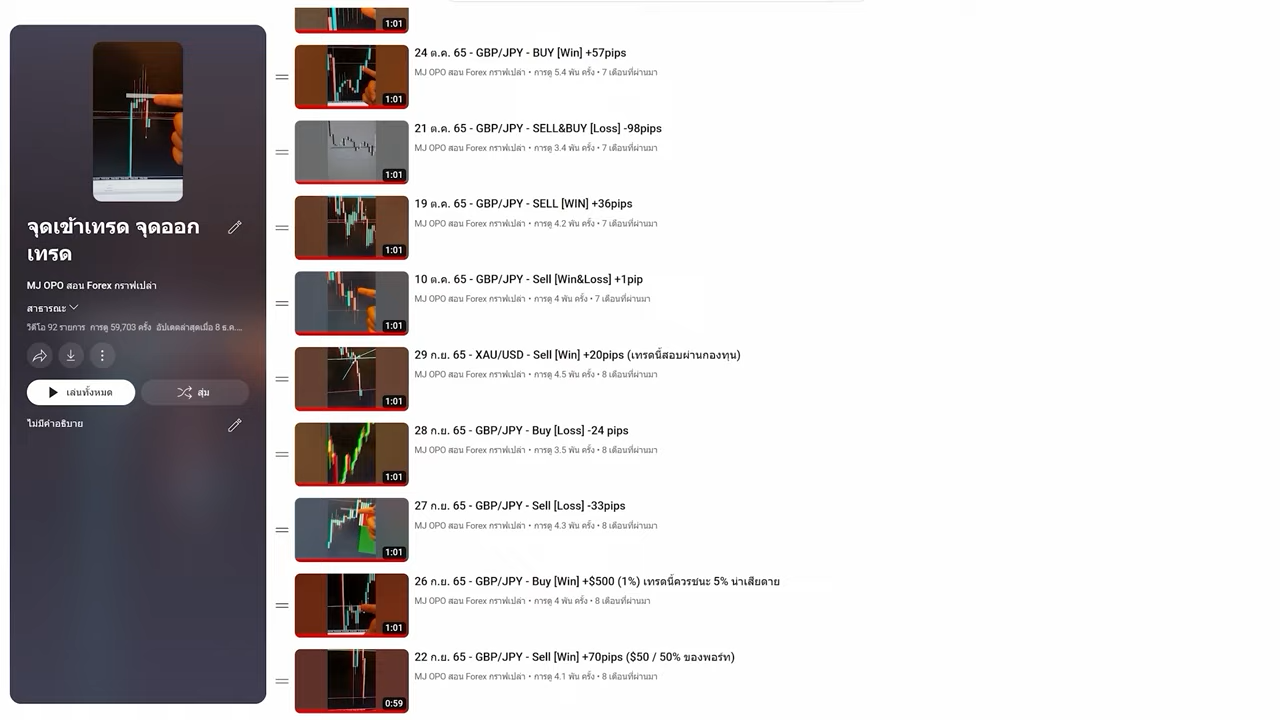 จุดเข้าเทรด จุดออก
เทรด
MJ OPO สอน Forex กราฟเปล่า
สาธารณะ
วิดีโอ 92 รายการ การดู 59,703 ครั้ง อัปเดตล่าสุดเมื่อ 8 ธ.ค....
เล่นทั้งหมด
สุ่ม
ไม่มีคำอธิบาย
1:01
24 ต.ค. 65 - GBP/JPY - BUY [Win] +57pips
MJ OPO สอน Forex กราฟเปล่า • การดู 5.4 พัน ครั้ง • 7 เดือนที่ผ่านมา
1:01
21 ต.ค. 65 - GBP/JPY - SELL&BUY [Loss] -98pips
MJ OPO สอน Forex กราฟเปล่า • การดู 3.4 พัน ครั้ง • 7 เดือนที่ผ่านมา
1:01
19 ต.ค. 65 - GBP/JPY - SELL [WIN] +36pips
MJ OPO สอน Forex กราฟเปล่า • การดู 4.2 พัน ครั้ง • 7 เดือนที่ผ่านมา
1:01
10 ต.ค. 65 - GBP/JPY - Sell [Win&Loss] +1pip
MJ OPO สอน Forex กราฟเปล่า • การดู 4 พัน ครั้ง • 7 เดือนที่ผ่านมา
1:01
29 ก.ย. 65 - XAU/USD - Sell [Win] +20pips (เทรดนี้สอบผ่านกองทุน)
MJ OPO สอน Forex กราฟเปล่า • การดู 4.5 พัน ครั้ง • 8 เดือนที่ผ่านมา
1:01
28 ก.ย. 65 - GBP/JPY - Buy [Loss] -24 pips
MJ OPO สอน Forex กราฟเปล่า • การดู 3.5 พัน ครั้ง • 8 เดือนที่ผ่านมา
1:01
27 ก.ย. 65 - GBP/JPY - Sell [Loss] -33pips
MJ OPO สอน Forex กราฟเปล่า • การดู 4.3 พัน ครั้ง • 8 เดือนที่ผ่านมา
1:01
26 ก.ย. 65 - GBP/JPY - Buy [Win] +$500 (1%) เทรดนี้ควรชนะ 5% น่าเสียดาย
MJ OPO สอน Forex กราฟเปล่า • การดู 4 พัน ครั้ง • 8 เดือนที่ผ่านมา
1:01
22 ก.ย. 65 - GBP/JPY - Sell [Win] +70pips ($50 / 50% ของพอร์ท)
MJ OPO สอน Forex กราฟเปล่า • การดู 4.1 พัน ครั้ง • 8 เดือนที่ผ่านมา
0:59